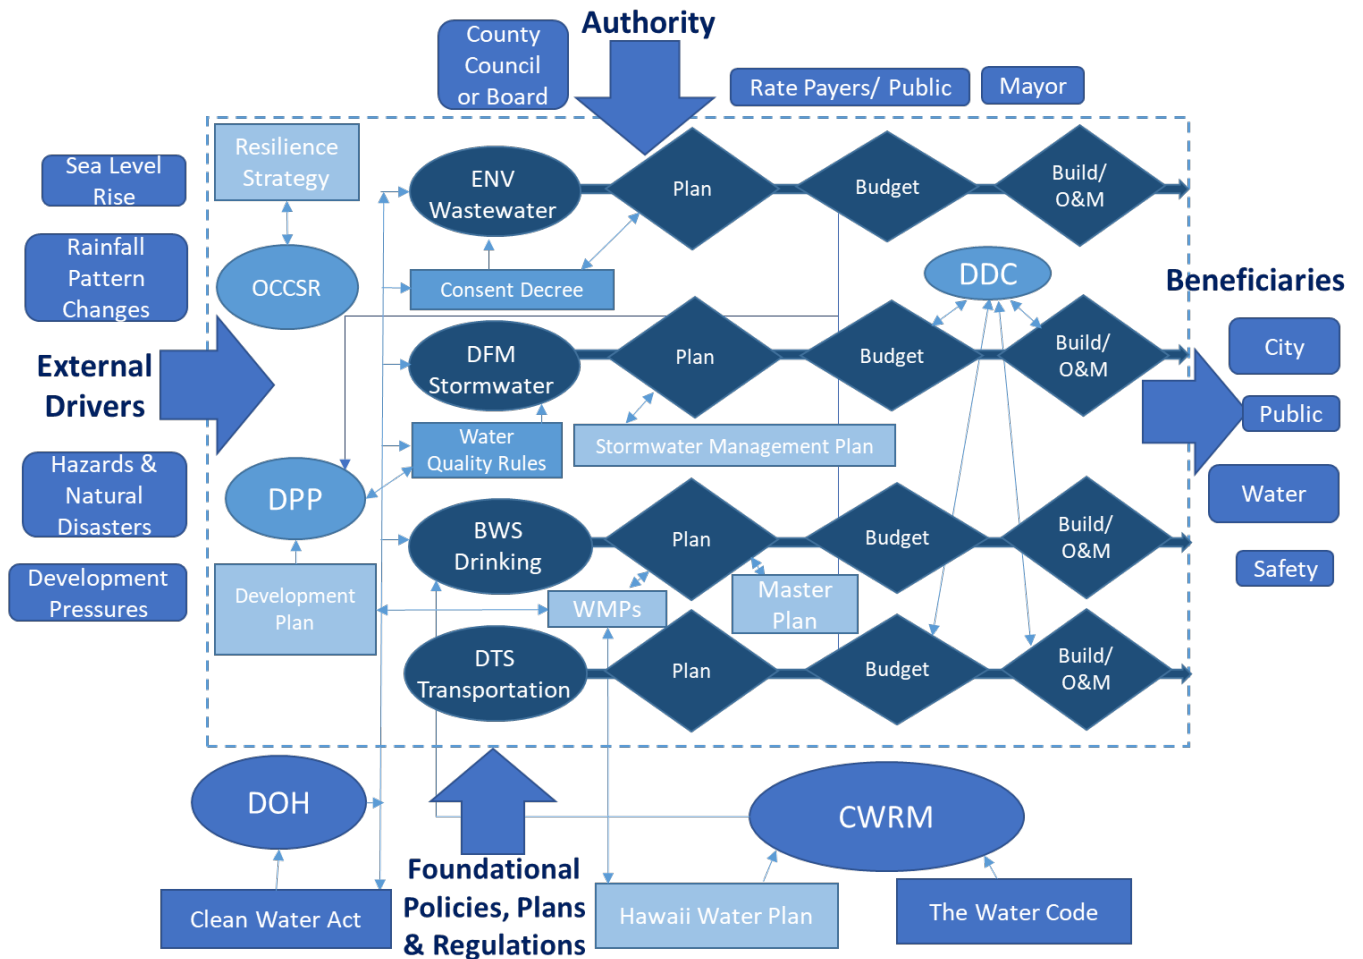 Authority
County
Council
or Board
Rate Payers/ Public
Mayor
Sea Level
Rise
Resilience
Strategy
ENV
Wastewater
Plan
Budget
Build/
O&M
Rainfall
Pattern
Changes
OCCSR
Consent Decree
DDC
Beneficiaries
External
Drivers
DFM
Stormwater
Plan
Budget
Build/
O&M
City
Public
Water
Quality Rules
Stormwater Management Plan
Hazards &
Natural
Disasters
DPP
Water
BWS
Drinking
Plan
Budget
Build/
O&M
Development
Pressures
Development
Plan
WMPs
Master
Plan
Safety
DTS
Transportation
Plan
Budget
Build/
O&M
DOH
CWRM
Foundational
Policies, Plans
& Regulations
Clean Water Act
Hawaii Water Plan
The Water Code